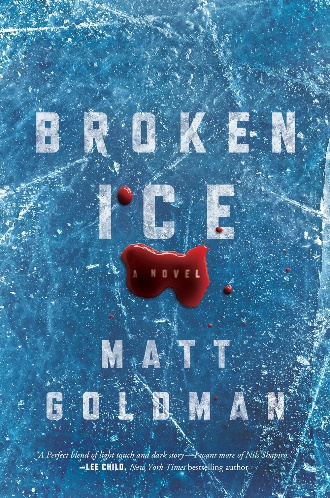 BROKEN
ICE
A NOVEL
MATT
GOLDMAN
"A Perfect blend of light touch and dark story—I want more of Nils Shapiro."
—LEE CHILD, New York Times bestselling author